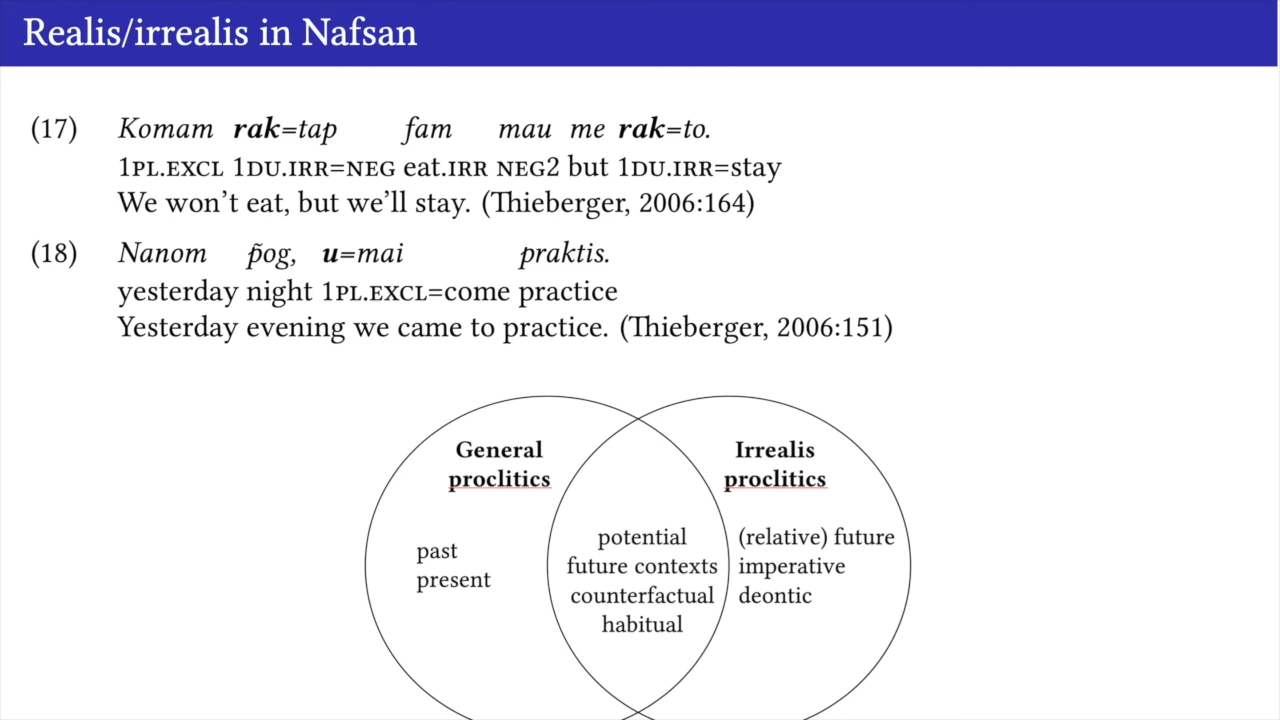 Realis/irrealis in Nafsan
(17) Komam rak=tap fam mau me rak=to.
1PL.EXCL 1DU.IRR=NEG eat.IRR NEG2 but 1DU.IRR=stay
We won't eat, but we'll stay. (Thieberger, 2006:164)
(18) Nanom p̃og, u=mai praktis.
yesterday night 1PL.EXCL=come practice
Yesterday evening we came to practice. (Thieberger, 2006:151)
General
proclitics
past
present
potential
future contexts
counterfactual
habitual
Irrealis
proclitics
(relative) future
imperative
deontic